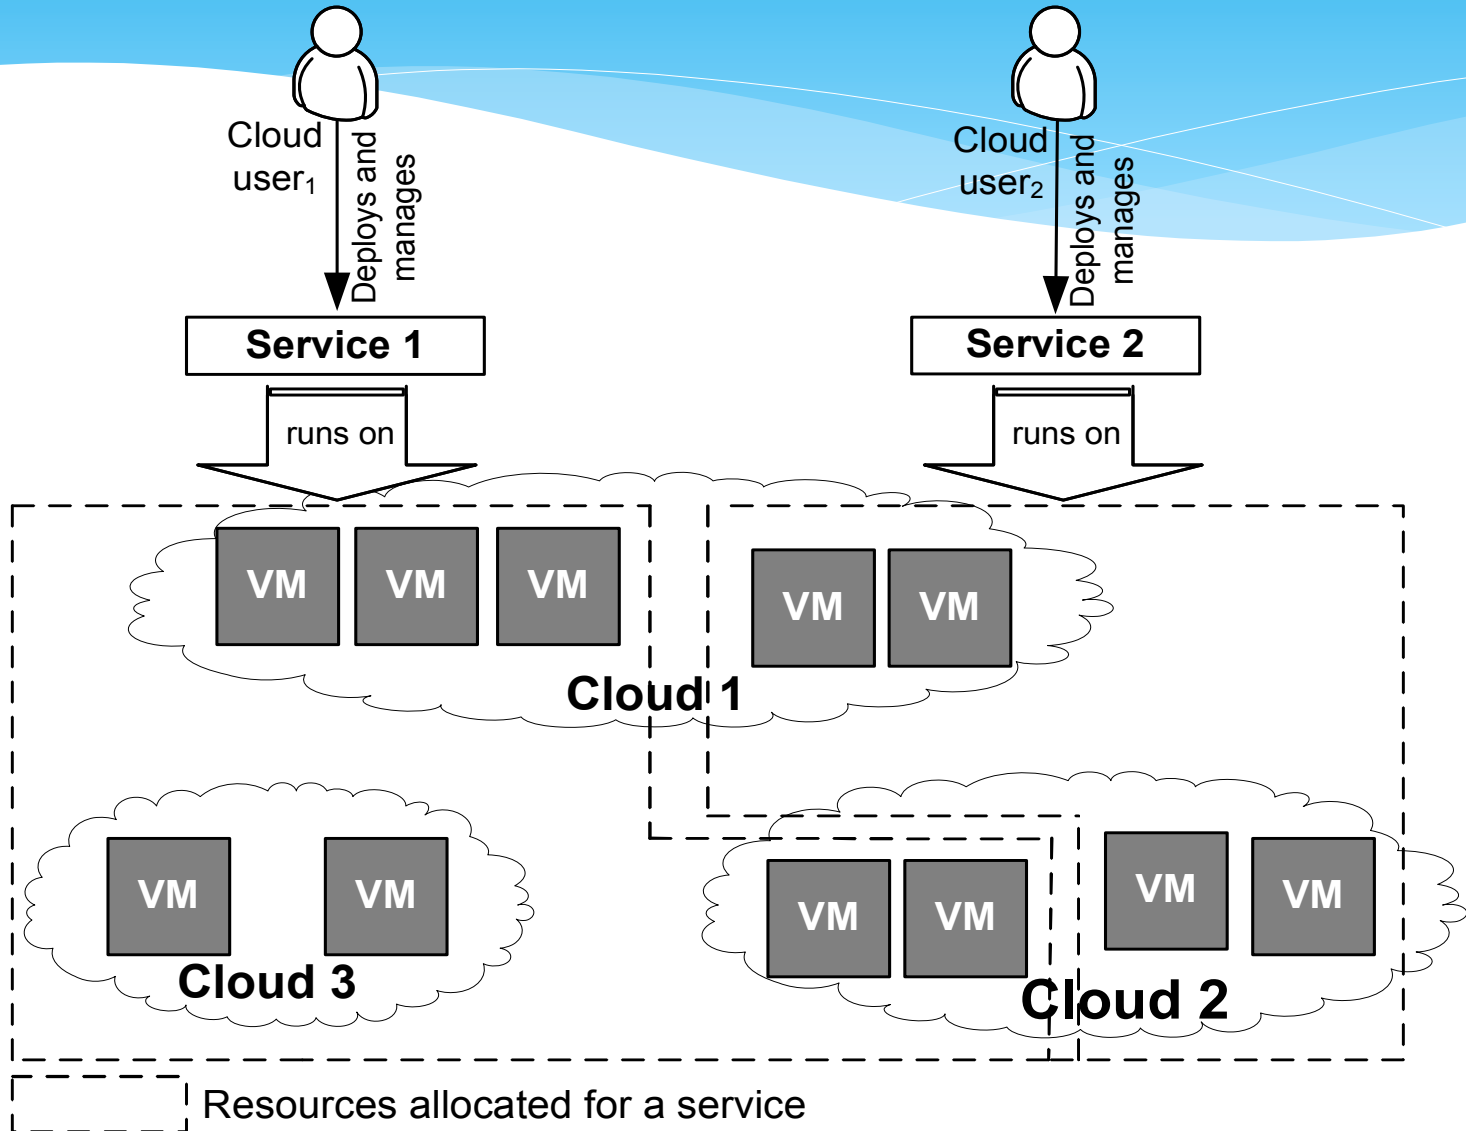 Cloud
user₁
Deploys and
manages
Cloud
user₂
Deploys and
manages
Service 1
Service 2
runs on
runs on
VM
VM
VM
VM
VM
Cloud 1
VM
VM
VM
VM
VM
VM
Cloud 3
Cloud 2
Resources allocated for a service